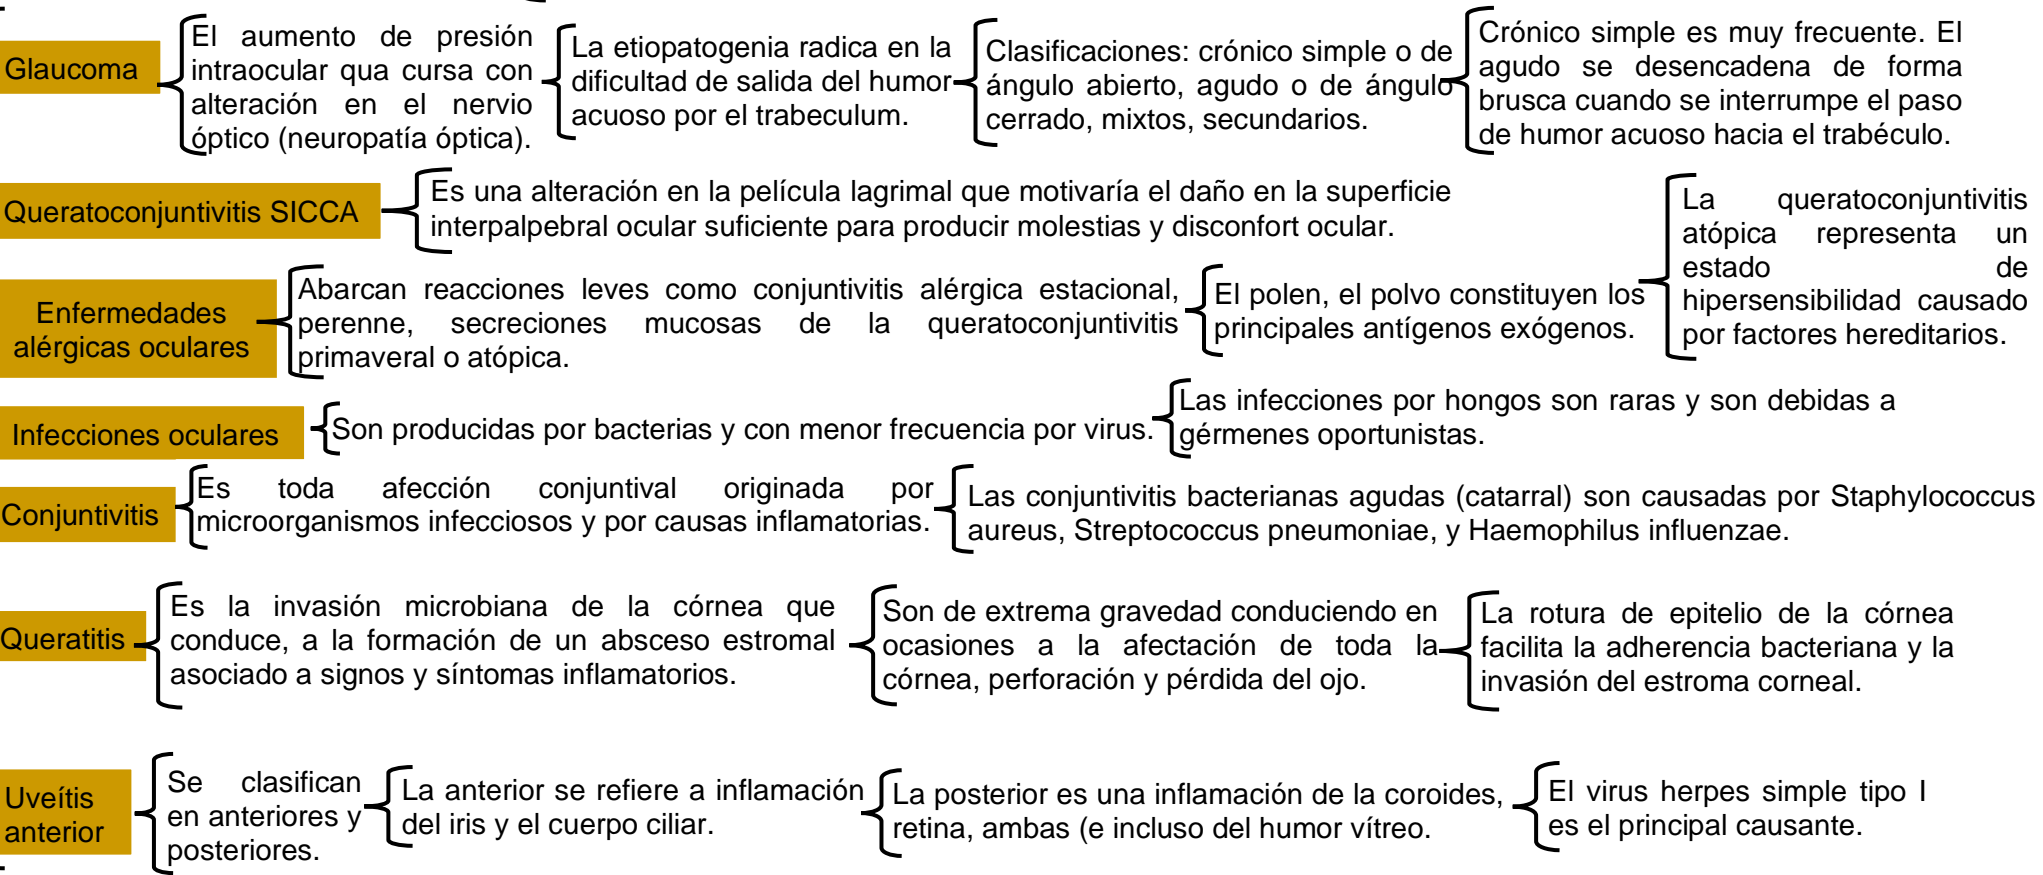 Glaucoma
El aumento de presión
intraocular qua cursa con
alteración en el nervio
óptico (neuropatía óptica).
La etiopatogenia radica en la
dificultad de salida del humor
acuoso por el trabeculum.
Clasificaciones: crónico simple o de
ángulo abierto, agudo o de ángulo
cerrado, mixtos, secundarios.
Crónico simple es muy frecuente. El
agudo se desencadena de forma
brusca cuando se interrumpe el paso
de humor acuoso hacia el trabéculo.
Queratoconjuntivitis SICCA
Es una alteración en la película lagrimal que motivaría el daño en la superficie
interpalpebral ocular suficiente para producir molestias y disconfort ocular.
Enfermedades
alérgicas oculares
Abarcan reacciones leves como conjuntivitis alérgica estacional,
perenne, secreciones mucosas de la queratoconjuntivitis
primaveral o atópica.
El polen, el polvo constituyen los
principales antígenos exógenos.
La queratoconjuntivitis
atópica representa un
estado de
hipersensibilidad causado
por factores hereditarios.
Infecciones oculares
Son producidas por bacterias y con menor frecuencia por virus.
Las infecciones por hongos son raras y son debidas a
gérmenes oportunistas.
Conjuntivitis
Es toda afección conjuntival originada por
microorganismos infecciosos y por causas inflamatorias.
Las conjuntivitis bacterianas agudas (catarral) son causadas por Staphylococcus
aureus, Streptococcus pneumoniae, y Haemophilus influenzae.
Queratitis
Es la invasión microbiana de la córnea que
conduce, a la formación de un absceso estromal
asociado a signos y síntomas inflamatorios.
Son de extrema gravedad conduciendo en
ocasiones a la afectación de toda la
córnea, perforación y pérdida del ojo.
La rotura de epitelio de la córnea
facilita la adherencia bacteriana y la
invasión del estroma corneal.
Uveítis
anterior
Se clasifican
en anteriores y
posteriores.
La anterior se refiere a inflamación
del iris y el cuerpo ciliar.
La posterior es una inflamación de la coroides,
retina, ambas (e incluso del humor vítreo.
El virus herpes simple tipo I
es el principal causante.